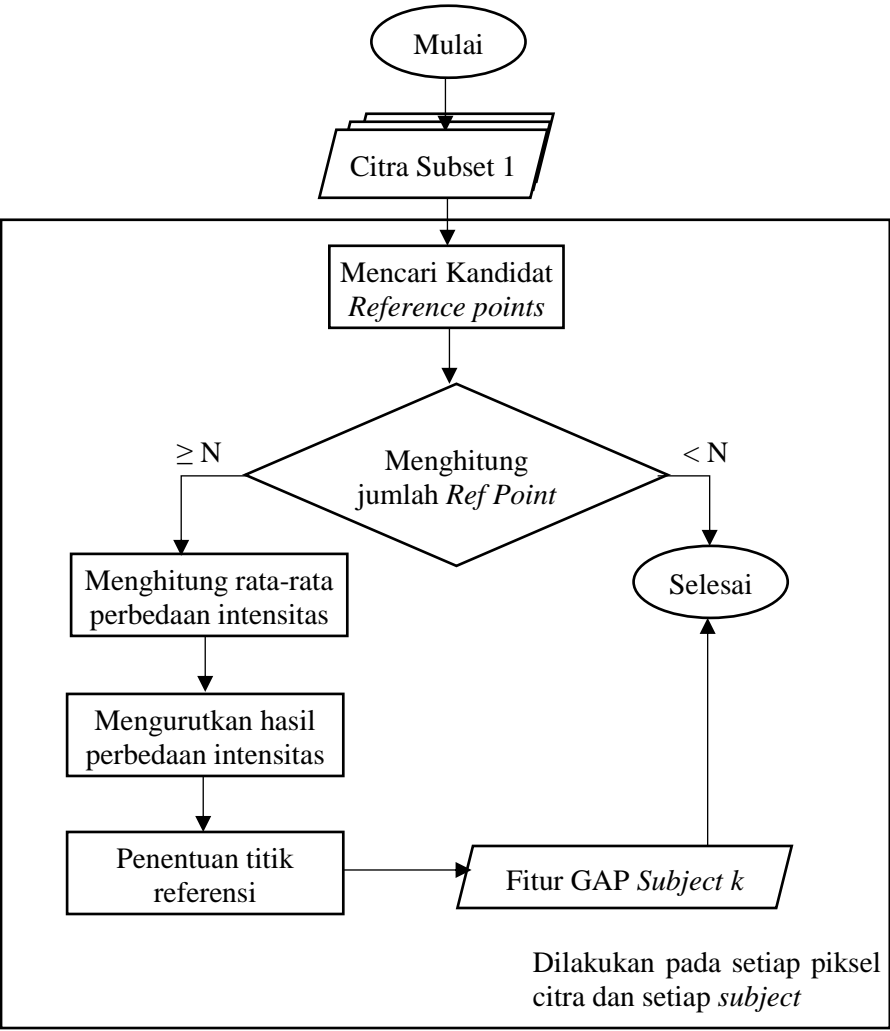 Mulai
Citra Subset 1
Mencari Kandidat
Reference points
≥ N
< N
Menghitung
jumlah Ref Point
Menghitung rata-rata
perbedaan intensitas
Selesai
Mengurutkan hasil
perbedaan intensitas
Penentuan titik
referensi
Fitur GAP Subject k
Dilakukan pada setiap piksel
citra dan setiap subject